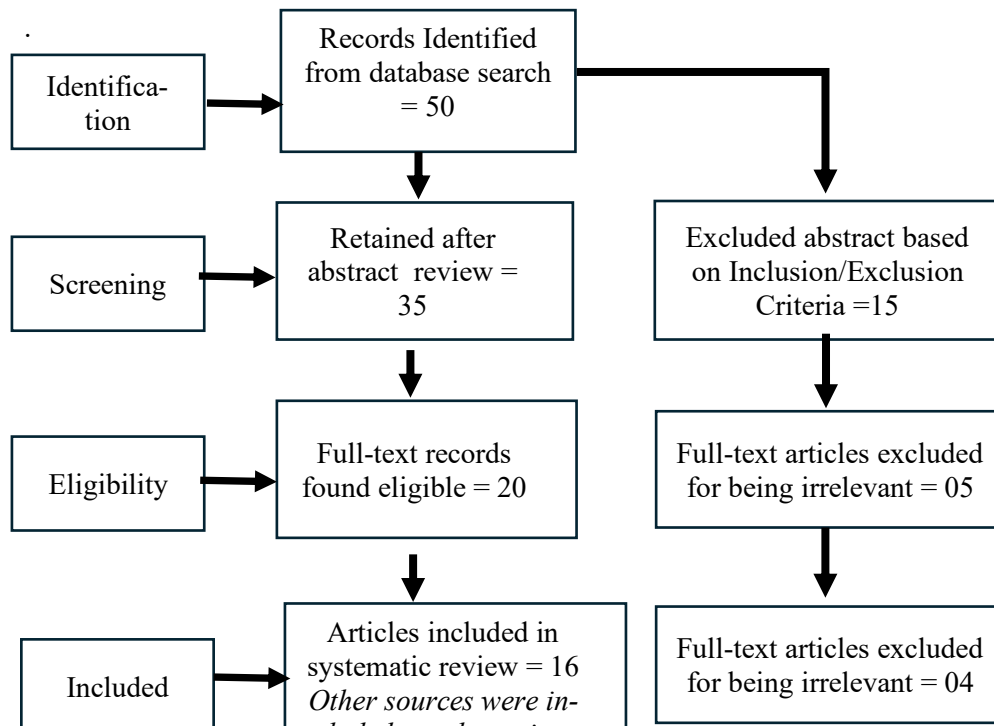 .
Identifica-
tion
Records Identified
from database search
= 50
Screening
Retained after
abstract review =
35
Excluded abstract based
on Inclusion/Exclusion
Criteria =15
Eligibility
Full-text records
found eligible = 20
Full-text articles excluded
for being irrelevant = 05
Included
Articles included in
systematic review = 16
Other sources were in-
Full-text articles excluded
for being irrelevant = 04